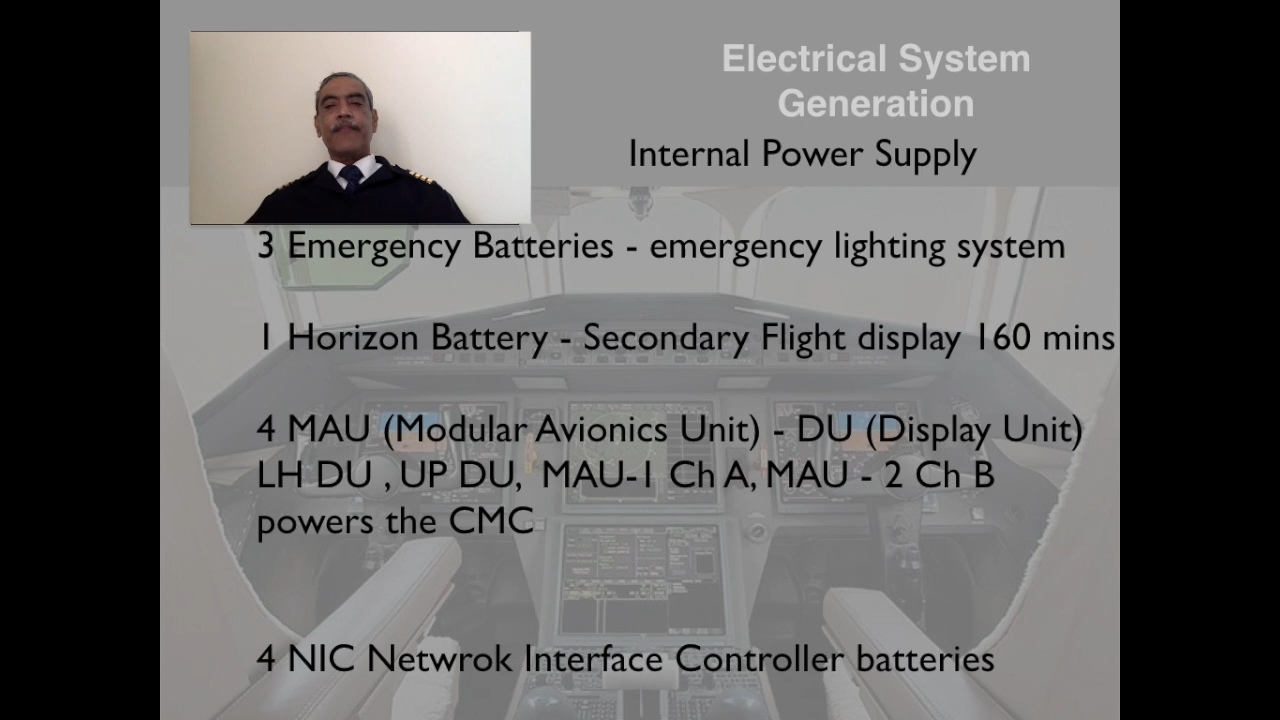 Electrical System
Generation
Internal Power Supply
3 Emergency Batteries - emergency lighting system
1 Horizon Battery - Secondary Flight display 160 mins
4 MAU (Modular Avionics Unit) - DU (Display Unit)
LH DU , UP DU, MAU-1 Ch A, MAU - 2 Ch B
powers the CMC
4 NIC Netwrok Interface Controller batteries